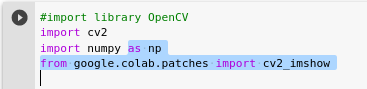 #import library OpenCV
import cv2
import numpy as np
from google.colab.patches import cv2_imshow